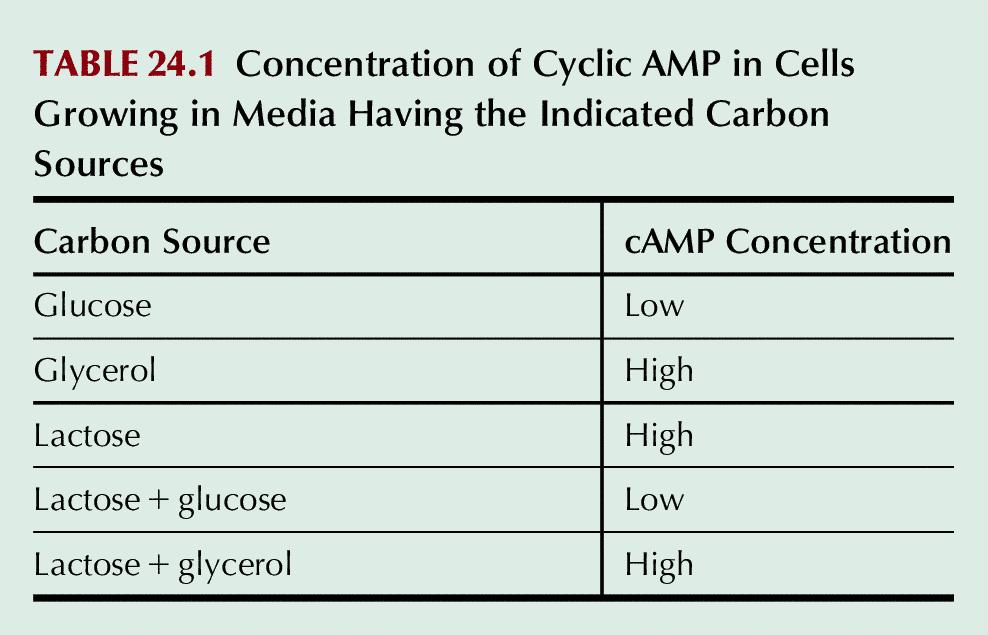 TABLE 24.1 Concentration of Cyclic AMP in Cells
Growing in Media Having the Indicated Carbon
Sources
Carbon Source cAMP Concentration
Glucose Low
Glycerol High
Lactose High
Lactose + glucose Low
Lactose + glycerol High